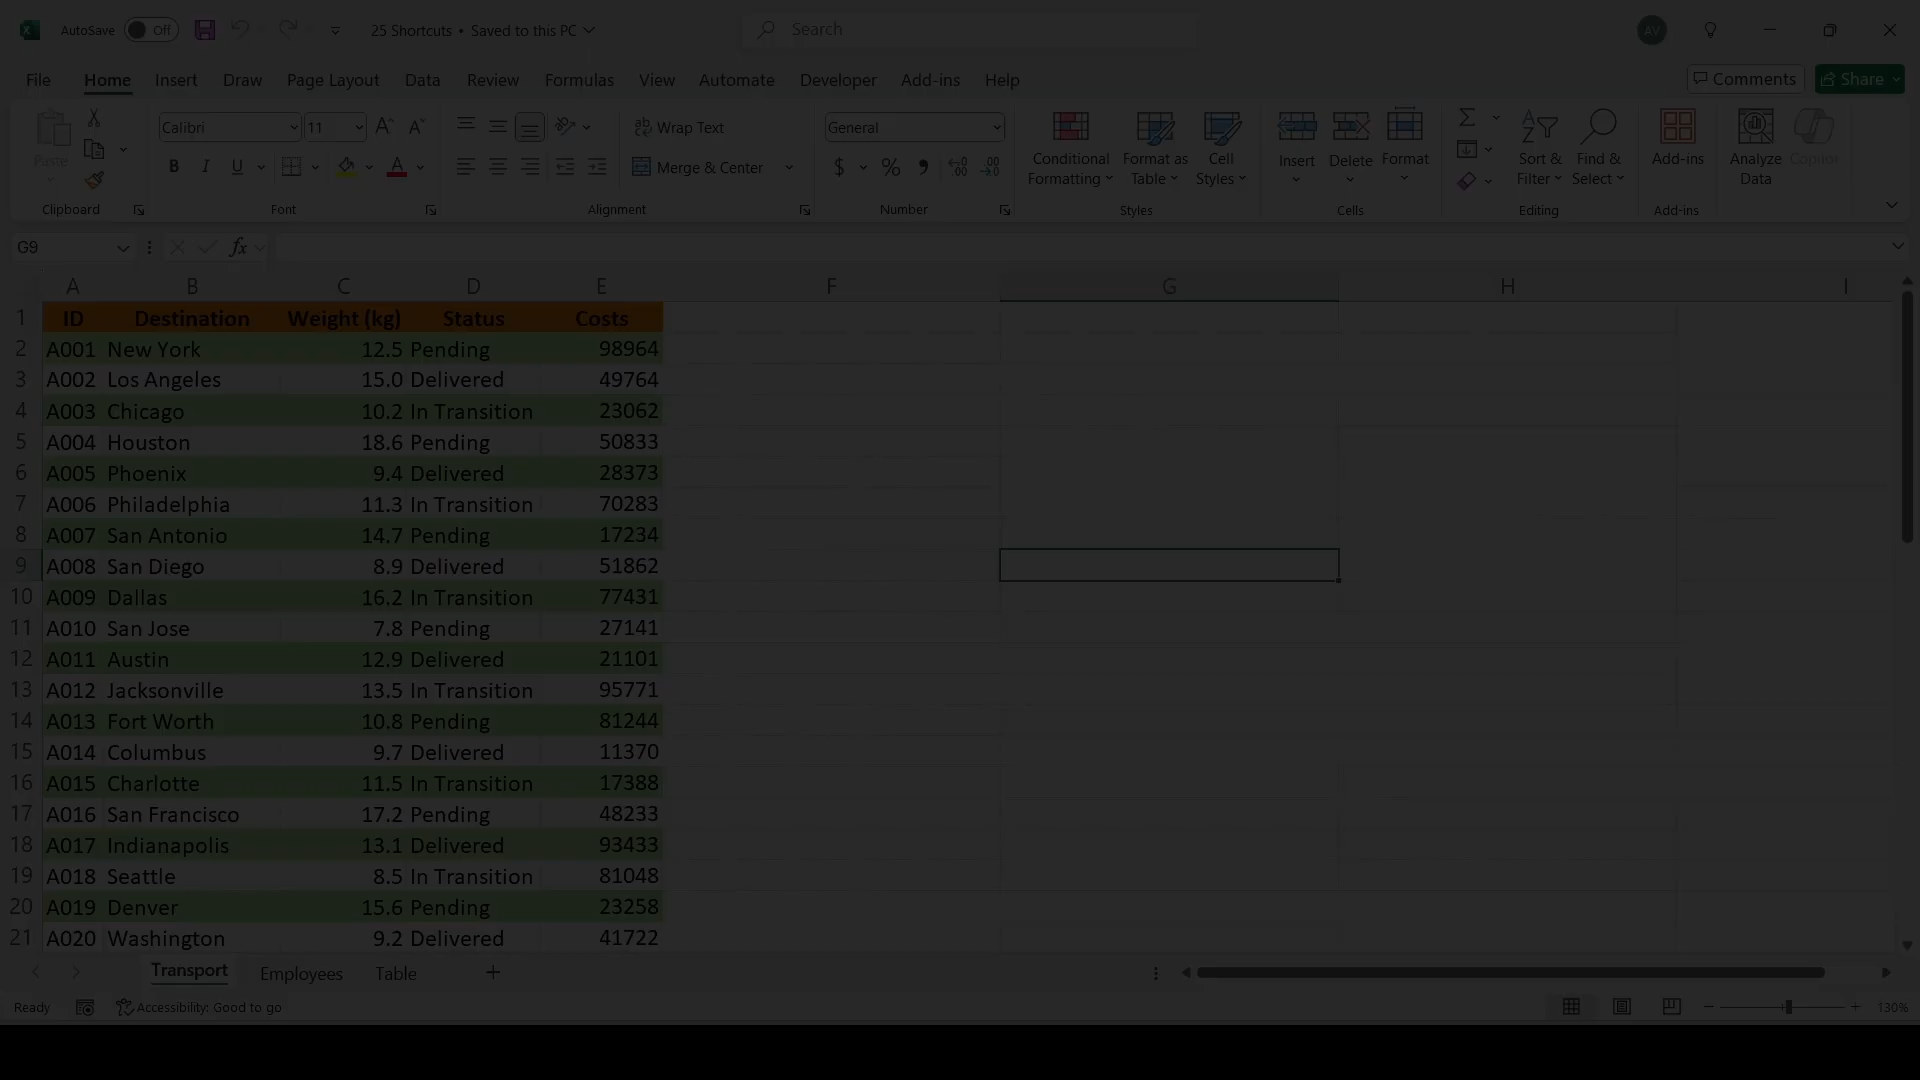 AutoSave Off 25 Shortcuts • Saved to this PC Search AV
File Home Insert Draw Page Layout Data Review Formulas View Automate Developer Add-ins Help Comments Share
Paste Calibri 11 Wrap Text General Conditional Formatting Format as Table Cell Styles Insert Delete Format Sort & Filter Find & Select Add-ins Analyze Data Copilot
B I U A Merge & Center $ %
Clipboard Font Alignment Number Styles Cells Editing Add-ins
G9 fx
A B C D E F G H I
1 ID Destination Weight (kg) Status Costs
2 A001 New York 12.5 Pending 98964
3 A002 Los Angeles 15.0 Delivered 49764
4 A003 Chicago 10.2 In Transition 23062
5 A004 Houston 18.6 Pending 50833
6 A005 Phoenix 9.4 Delivered 28373
7 A006 Philadelphia 11.3 In Transition 70283
8 A007 San Antonio 14.7 Pending 17234
9 A008 San Diego 8.9 Delivered 51862
10 A009 Dallas 16.2 In Transition 77431
11 A010 San Jose 7.8 Pending 27141
12 A011 Austin 12.9 Delivered 21101
13 A012 Jacksonville 13.5 In Transition 95771
14 A013 Fort Worth 10.8 Pending 81244
15 A014 Columbus 9.7 Delivered 11370
16 A015 Charlotte 11.5 In Transition 17388
17 A016 San Francisco 17.2 Pending 48233
18 A017 Indianapolis 13.1 Delivered 93433
19 A018 Seattle 8.5 In Transition 81048
20 A019 Denver 15.6 Pending 23258
21 A020 Washington 9.2 Delivered 41722
Transport Employees Table
Ready Accessibility: Good to go 130%